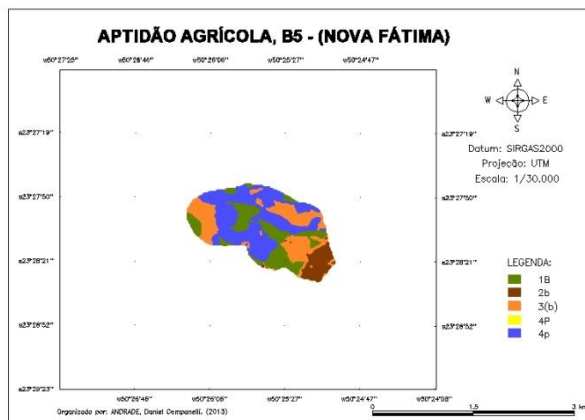 APTIDÃO AGRÍCOLA, B5 - (NOVA FÁTIMA)
w50°27'25" w50°26'46" w50°26'06" w50°25'27" w50°24'47"
N
W E
S
s23°27'19" s23°27'19"
Datum: SIRGAS2000
Projeção: UTM
Escala: 1/30.000
s23°27'50" s23°27'50"
s23°28'21" s23°28'21"
LEGENDA:
1B
2b
3(b)
4P
4p
s23°28'52" s23°28'52"
s23°29'23" s23°29'23"
w50°26'46" w50°26'06" w50°25'27" w50°24'47" w50°24'08"
Organizado por: ANDRADE, Daniel Campanelli. (2013)
0 1,5 3 km